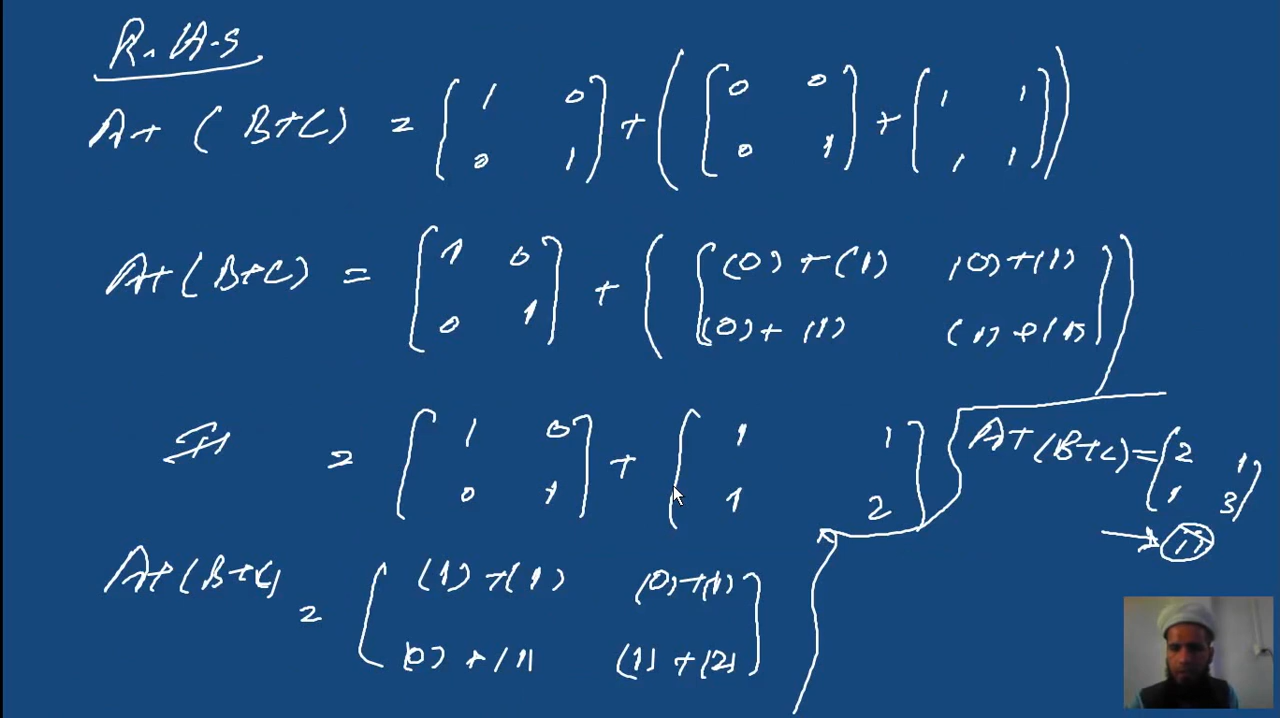 R.H.S
A+ (B+C) = [1 0 + ([0 0 + [1 1])
0 1] 0 1] 1 1
A+(B+C) = [1 0 + ([(0)+(1) (0)+(1)])
0 1] (0)+(1) (1)+(1)
= [1 0 + [1 1
0 1] 1 2]
A+(B+C) = [2 1
1 3]
→ (ii)
A+(B+C) = [(1)+(1) (0)+(1)
(0)+(1) (1)+(2)]